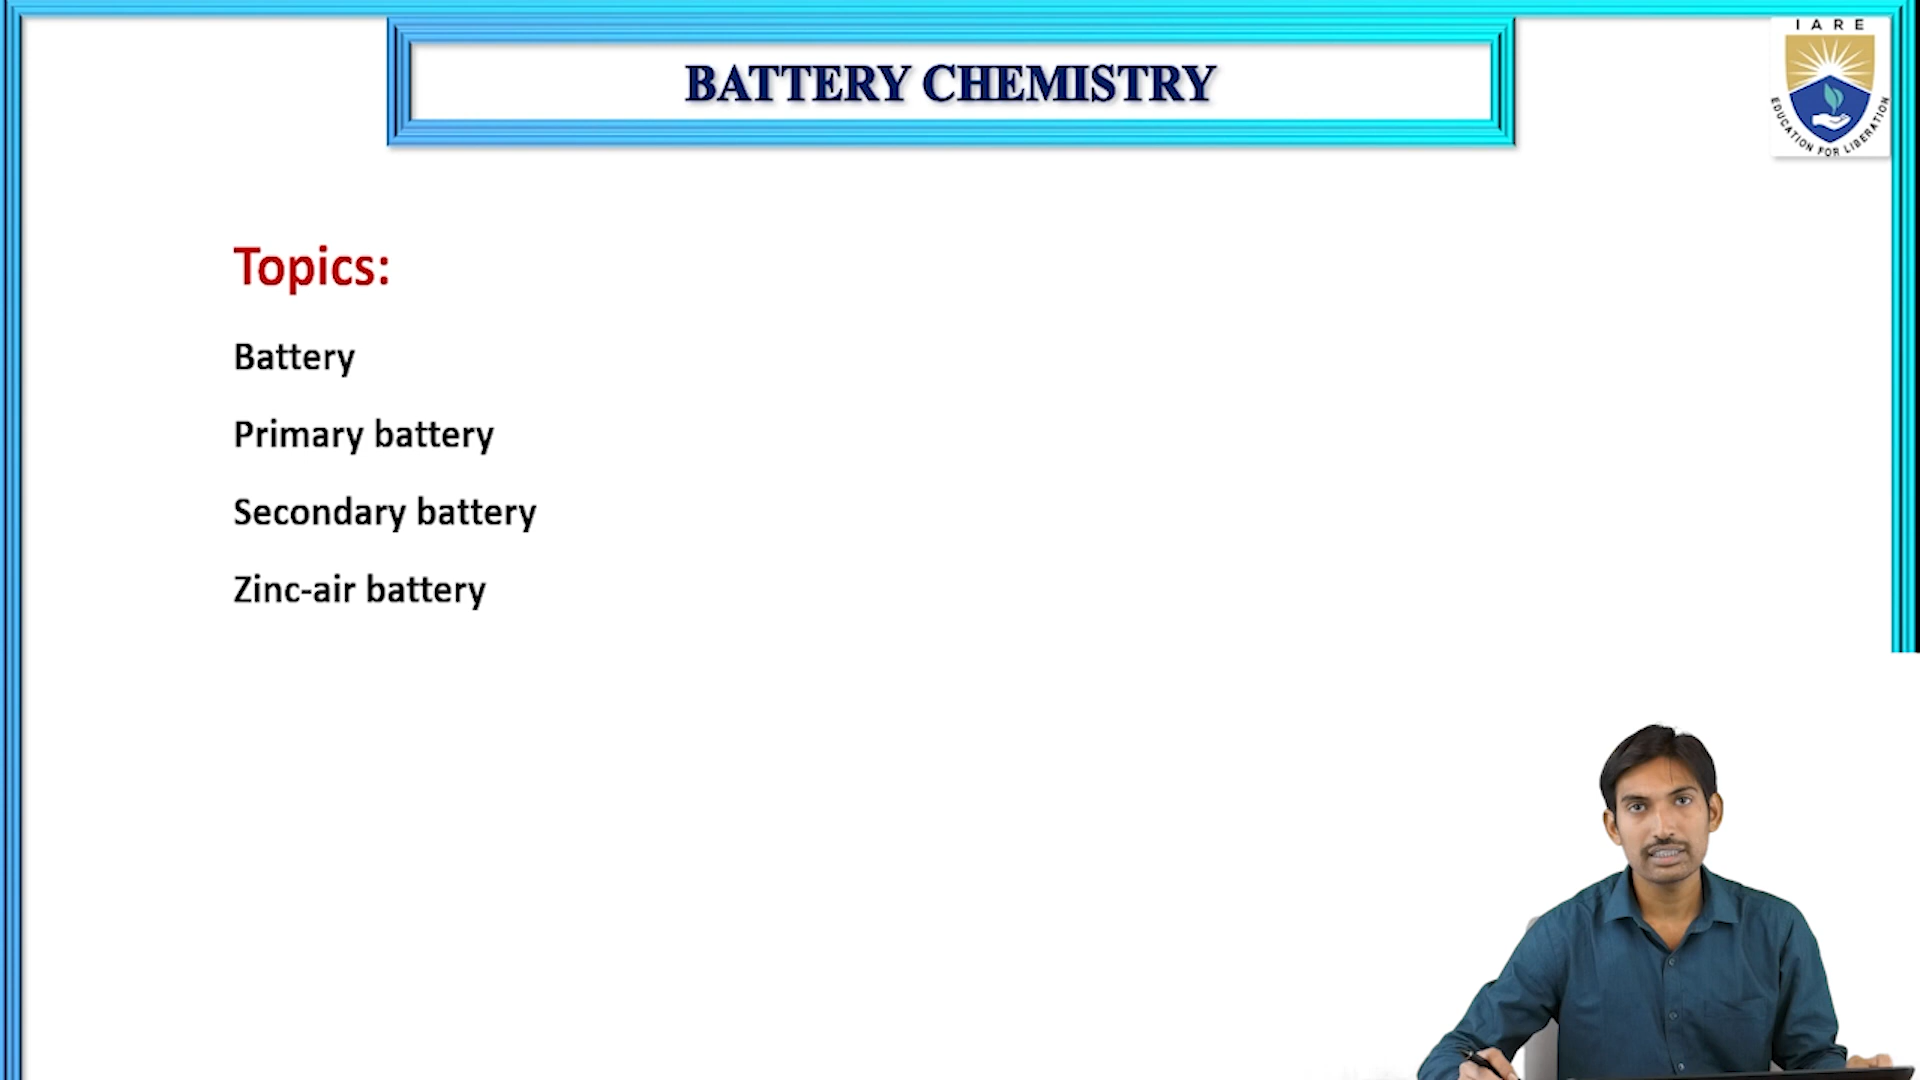 BATTERY CHEMISTRY
IARE
EDUCATION FOR LIBERATION
Topics:
Battery
Primary battery
Secondary battery
Zinc-air battery